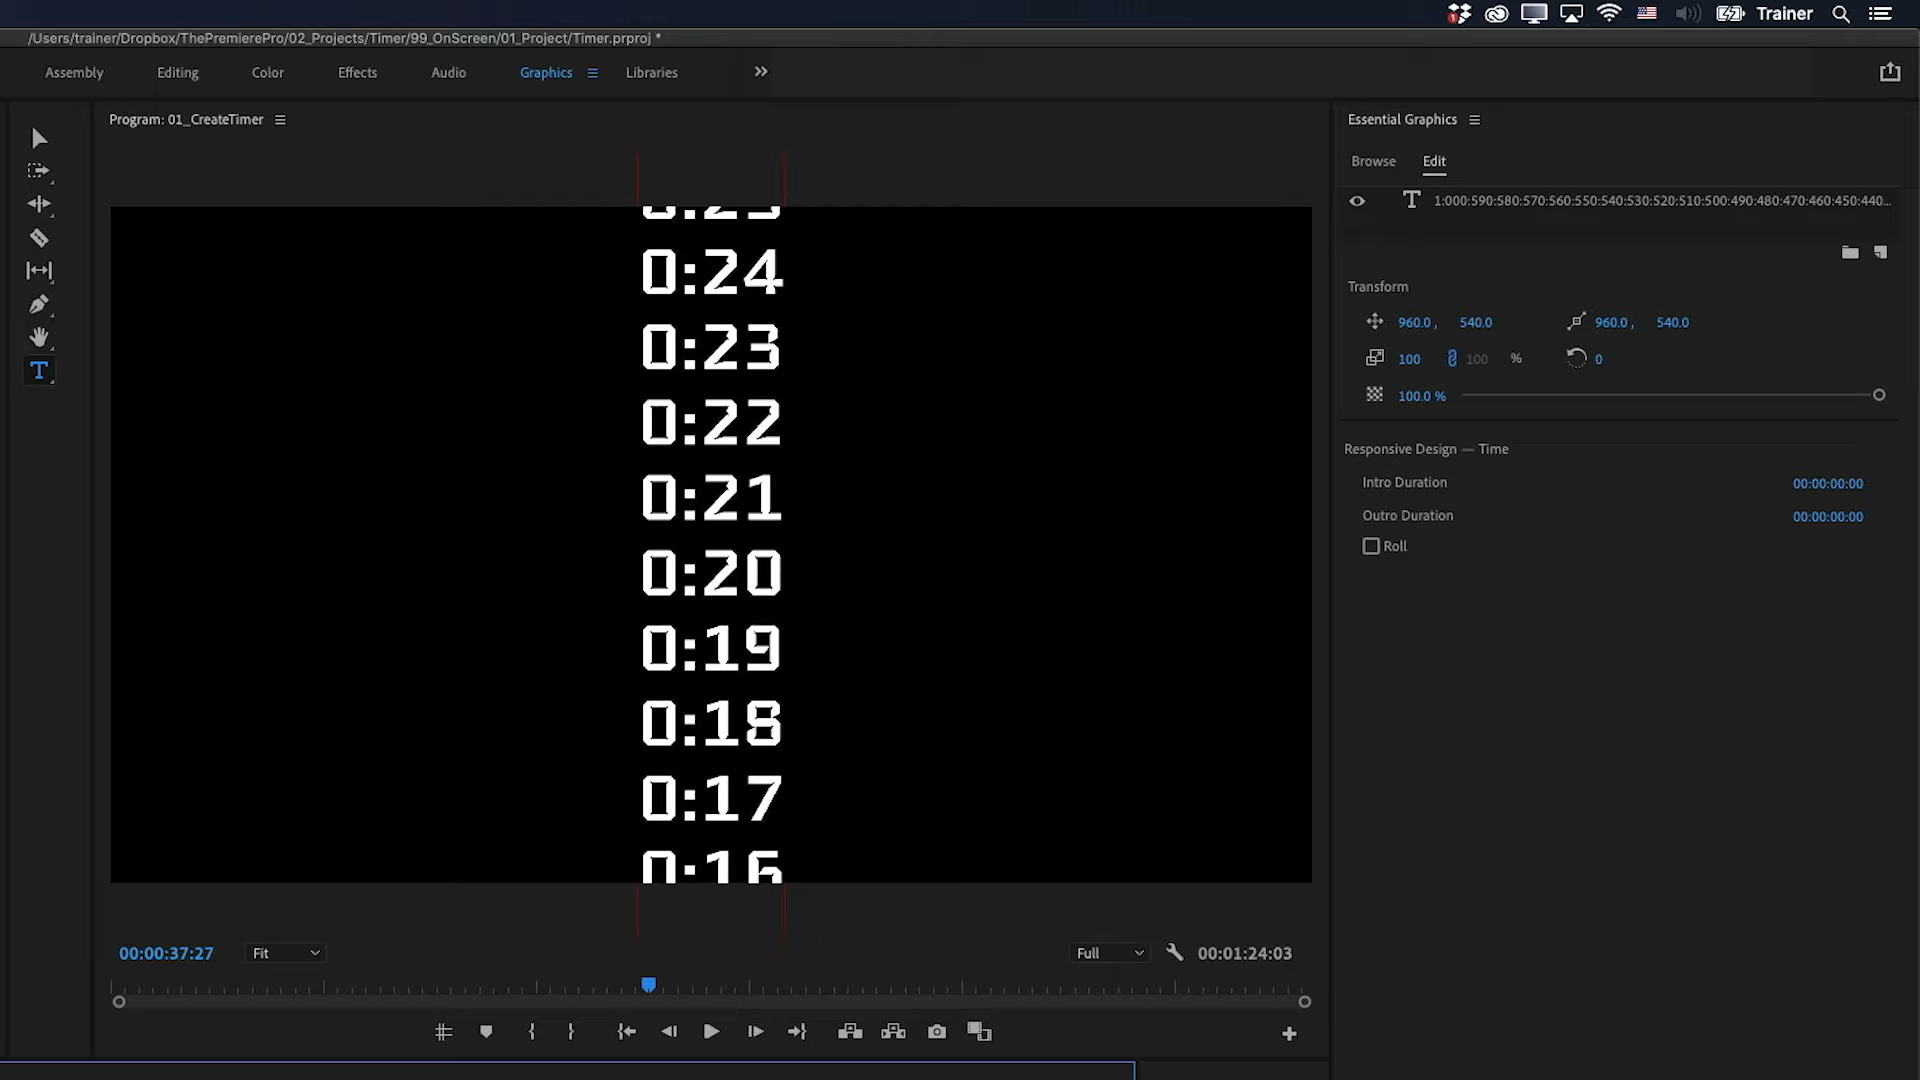 Trainer
/Users/trainer/Dropbox/ThePremierePro/02_Projects/Timer/99_OnScreen/01_Project/Timer.prproj *
Assembly Editing Color Effects Audio Graphics Libraries
Program: 01_CreateTimer
Essential Graphics
Browse Edit
1:000:590:580:570:560:550:540:530:520:510:500:490:480:470:460:450:440...
Transform
960.0, 540.0 960.0, 540.0
100 100 % 0
100.0 %
Responsive Design — Time
Intro Duration 00:00:00:00
Outro Duration 00:00:00:00
Roll
0:24
0:23
0:22
0:21
0:20
0:19
0:18
0:17
0:16
00:00:37:27 Fit Full 00:01:24:03